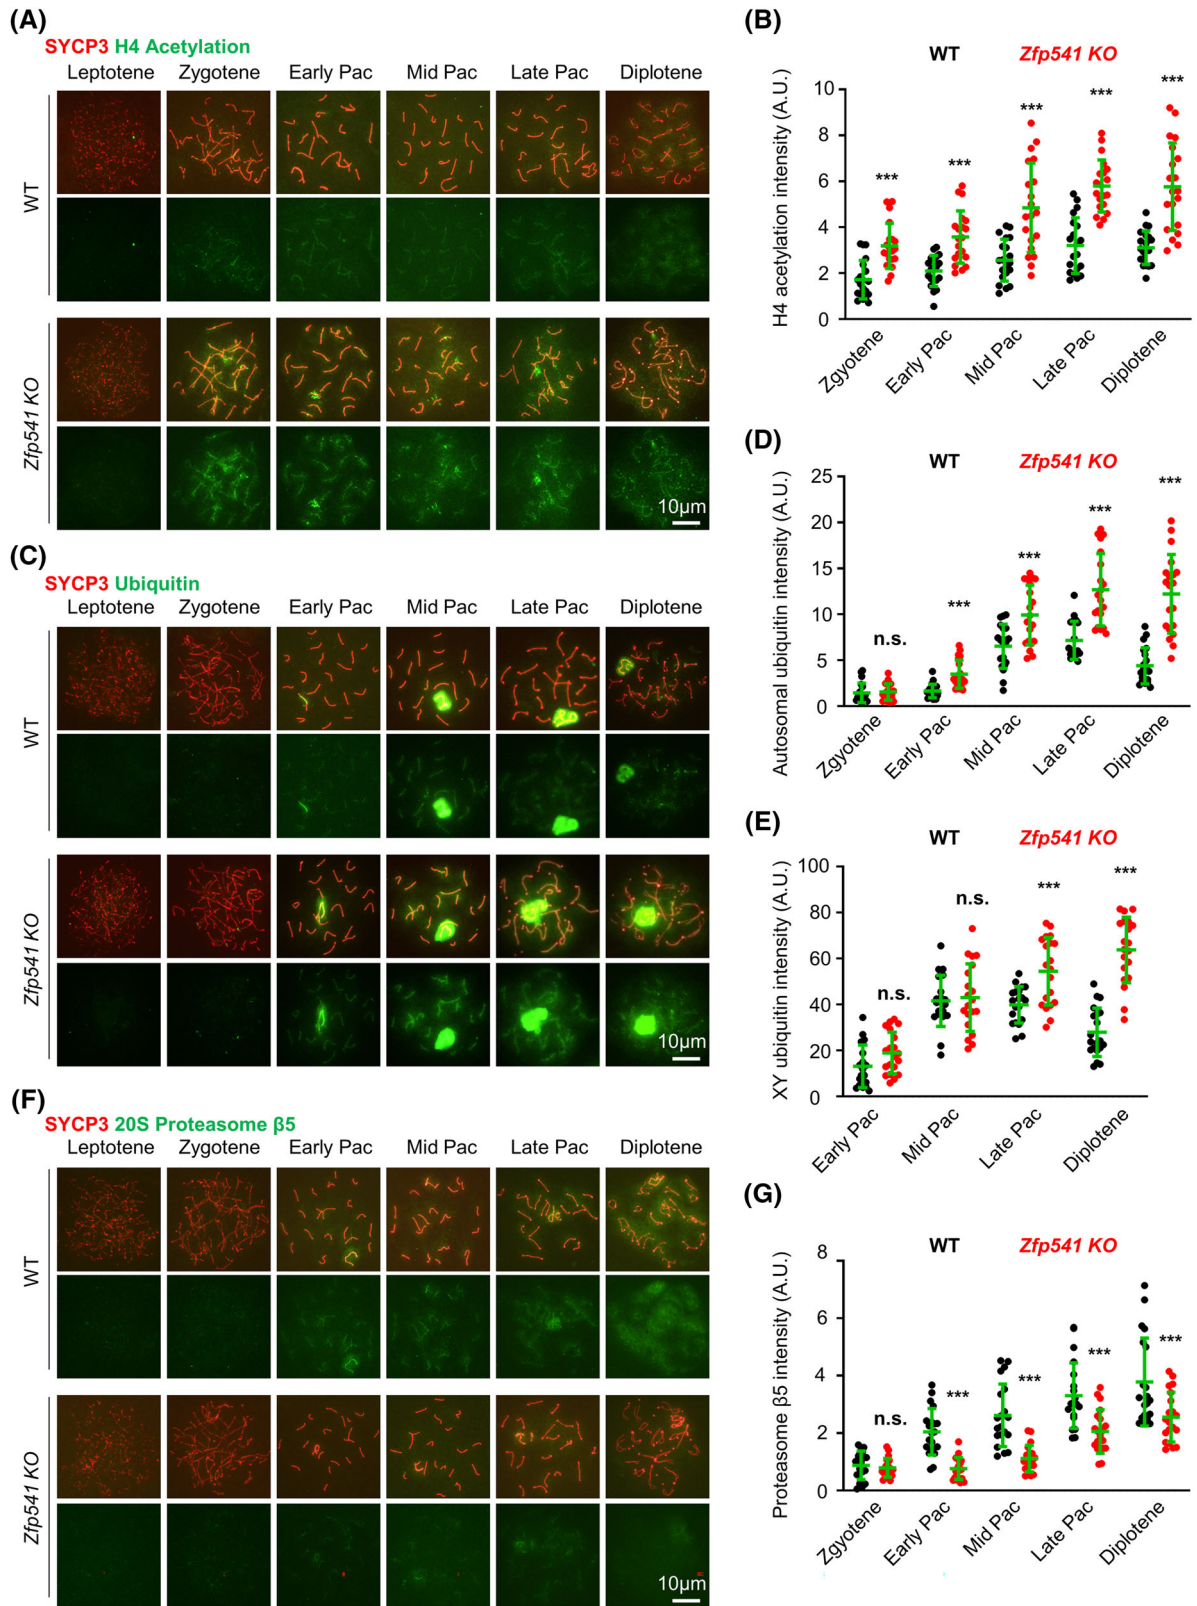 (A)
SYCP3 H4 Acetylation
Leptotene Zygotene Early Pac Mid Pac Late Pac Diplotene
WT
Zfp541 KO
10μm
(B)
WT Zfp541 KO
H4 acetylation intensity (A.U.)
10
8
6
4
2
0
*** *** *** *** ***
Zgyotene Early Pac Mid Pac Late Pac Diplotene
(C)
SYCP3 Ubiquitin
Leptotene Zygotene Early Pac Mid Pac Late Pac Diplotene
WT
Zfp541 KO
10μm
(D)
WT Zfp541 KO
Autosomal ubiquitin intensity (A.U.)
25
20
15
10
5
0
n.s. *** *** *** ***
Zgyotene Early Pac Mid Pac Late Pac Diplotene
(E)
WT Zfp541 KO
XY ubiquitin intensity (A.U.)
100
80
60
40
20
0
n.s. n.s. *** ***
Early Pac Mid Pac Late Pac Diplotene
(F)
SYCP3 20S Proteasome β5
Leptotene Zygotene Early Pac Mid Pac Late Pac Diplotene
WT
Zfp541 KO
10μm
(G)
WT Zfp541 KO
Proteasome β5 intensity (A.U.)
8
6
4
2
0
n.s. *** *** *** ***
Zgyotene Early Pac Mid Pac Late Pac Diplotene